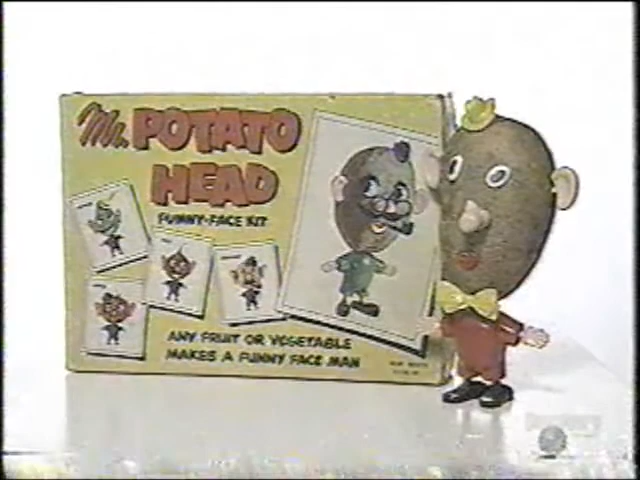 Mr. POTATO
HEAD
FUNNY-FACE KIT
ANY FRUIT OR VEGETABLE
MAKES A FUNNY FACE MAN